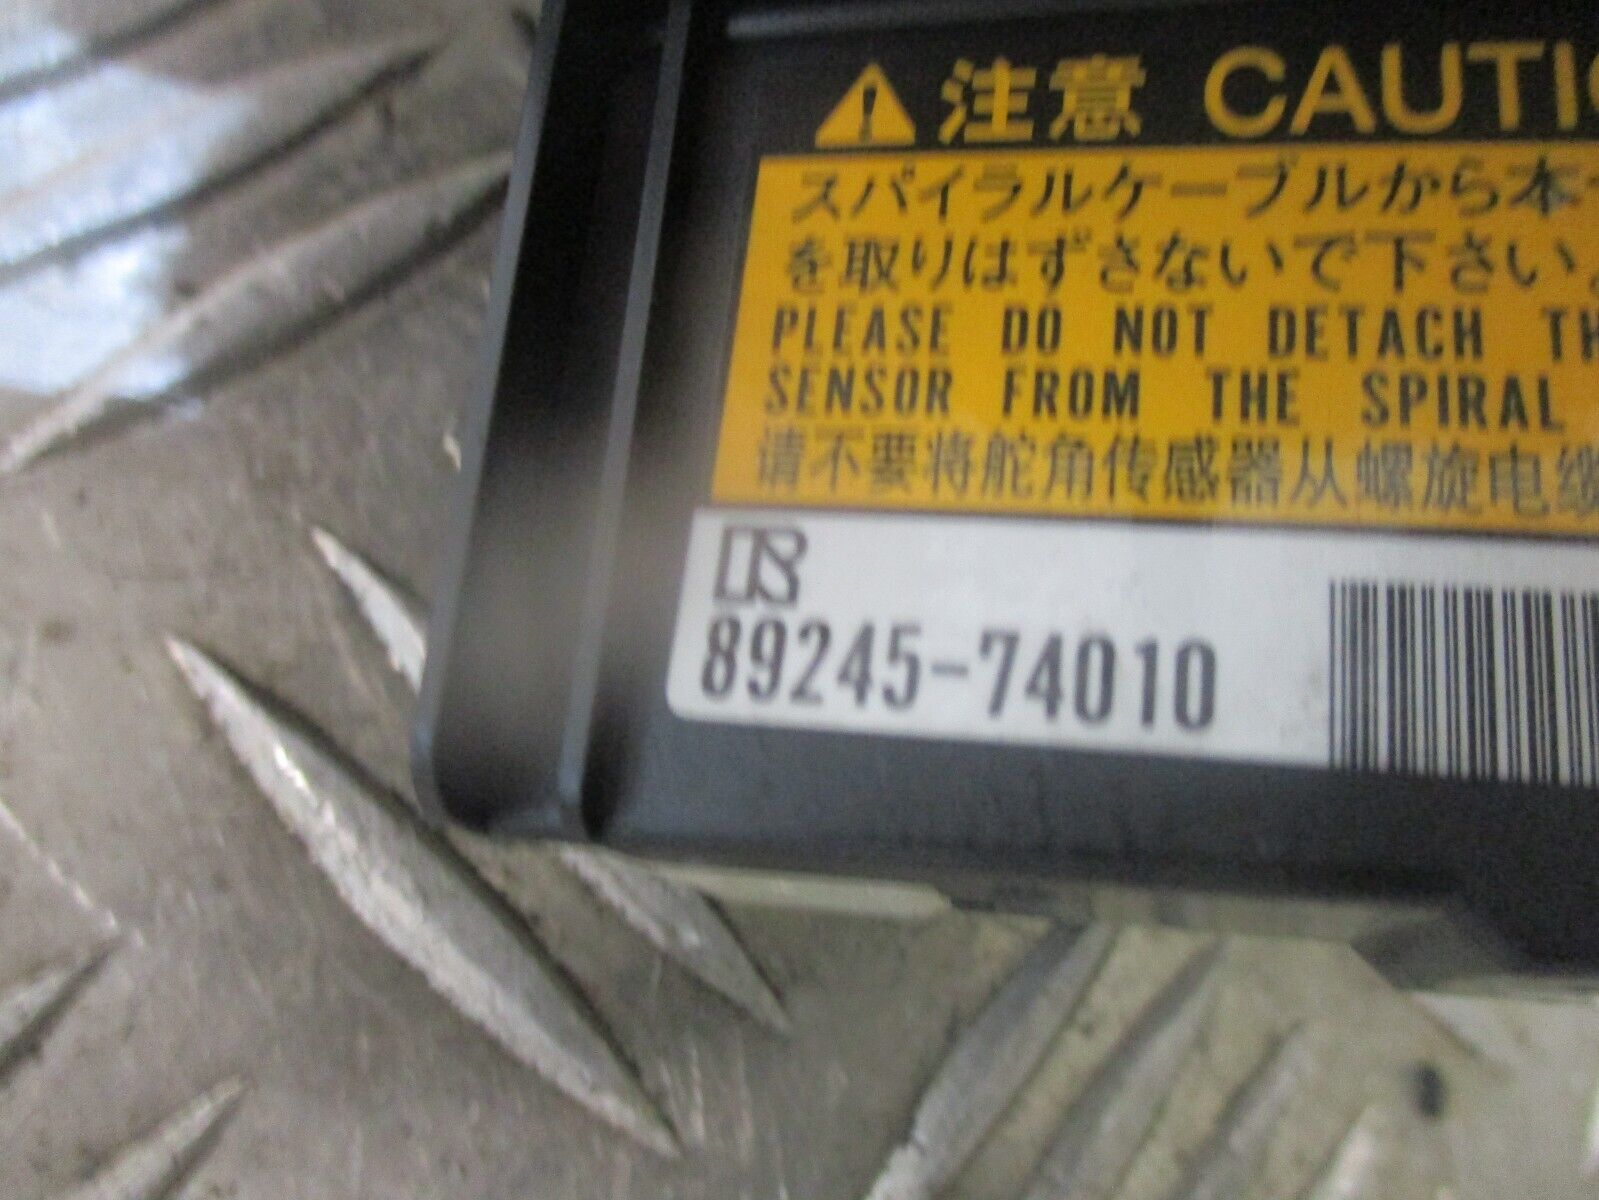 注意 CAUTI
スパイラルケーブルから本
を取りはずさないで下さい
PLEASE DO NOT DETACH TH
SENSOR FROM THE SPIRAL
请不要将舵角传感器从螺旋电缆
89245-74010